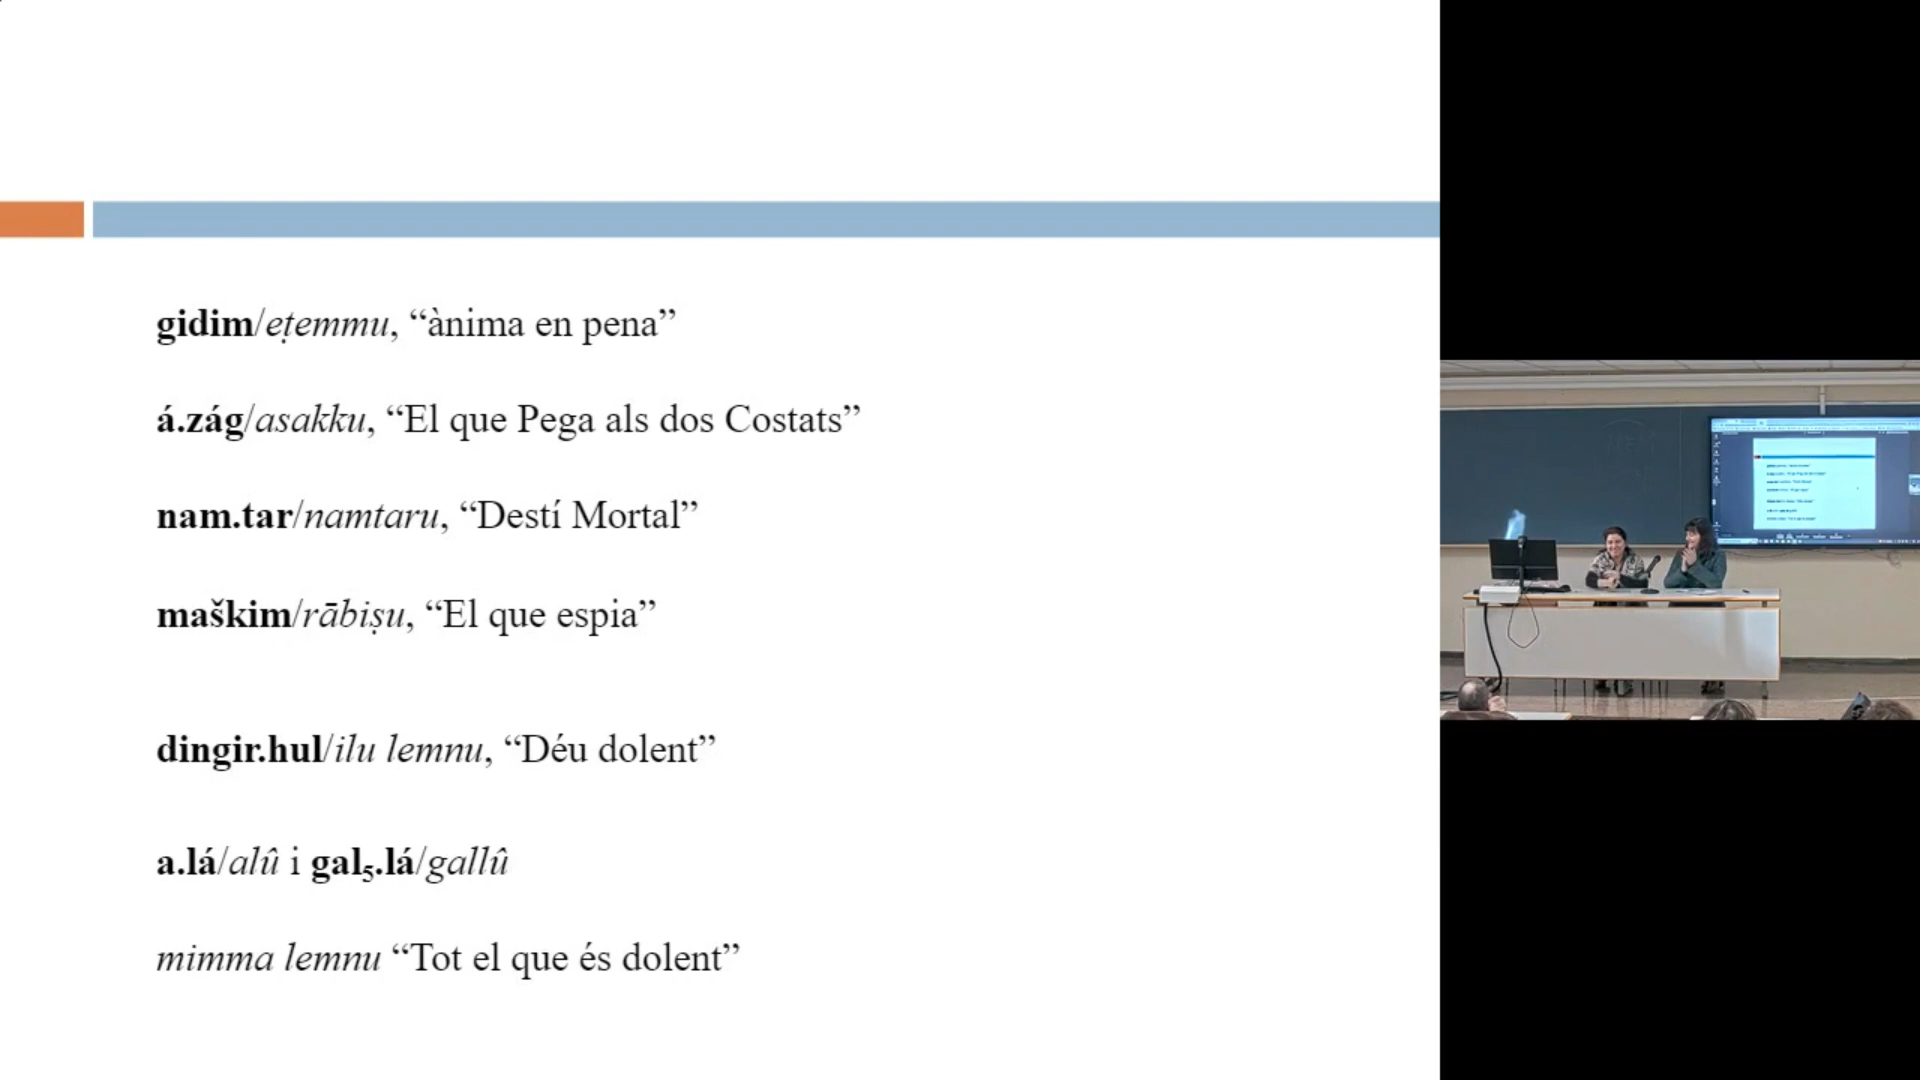 gidim/eṭemmu, “ànima en pena”
á.zág/asakku, “El que Pega als dos Costats”
nam.tar/namtaru, “Destí Mortal”
maškim/rābiṣu, “El que espia”
dingir.hul/ilu lemnu, “Déu dolent”
a.lá/alû i gal₅.lá/gallû
mimma lemnu “Tot el que és dolent”